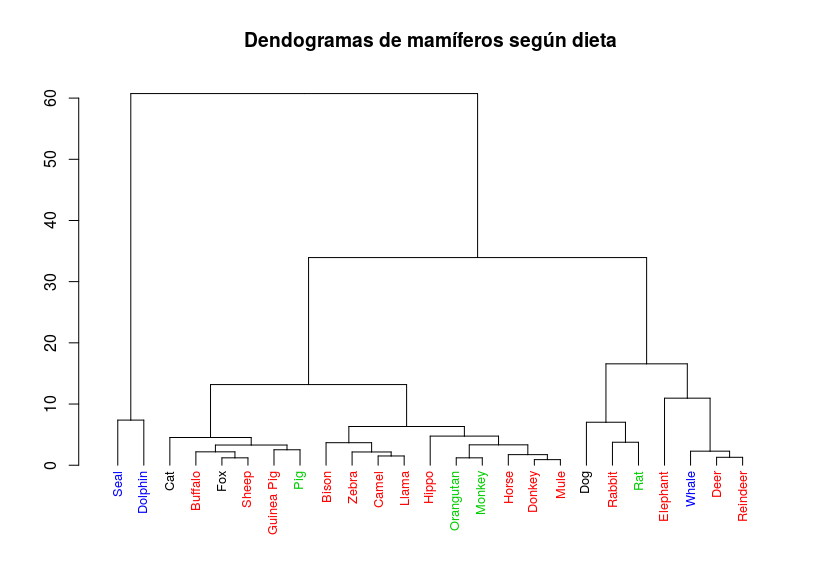 Dendogramas de mamíferos según dieta
60
50
40
30
20
10
0
Seal
Dolphin
Cat
Buffalo
Fox
Sheep
Guinea Pig
Pig
Bison
Zebra
Camel
Llama
Hippo
Orangutan
Monkey
Horse
Donkey
Mule
Dog
Rabbit
Rat
Elephant
Whale
Deer
Reindeer